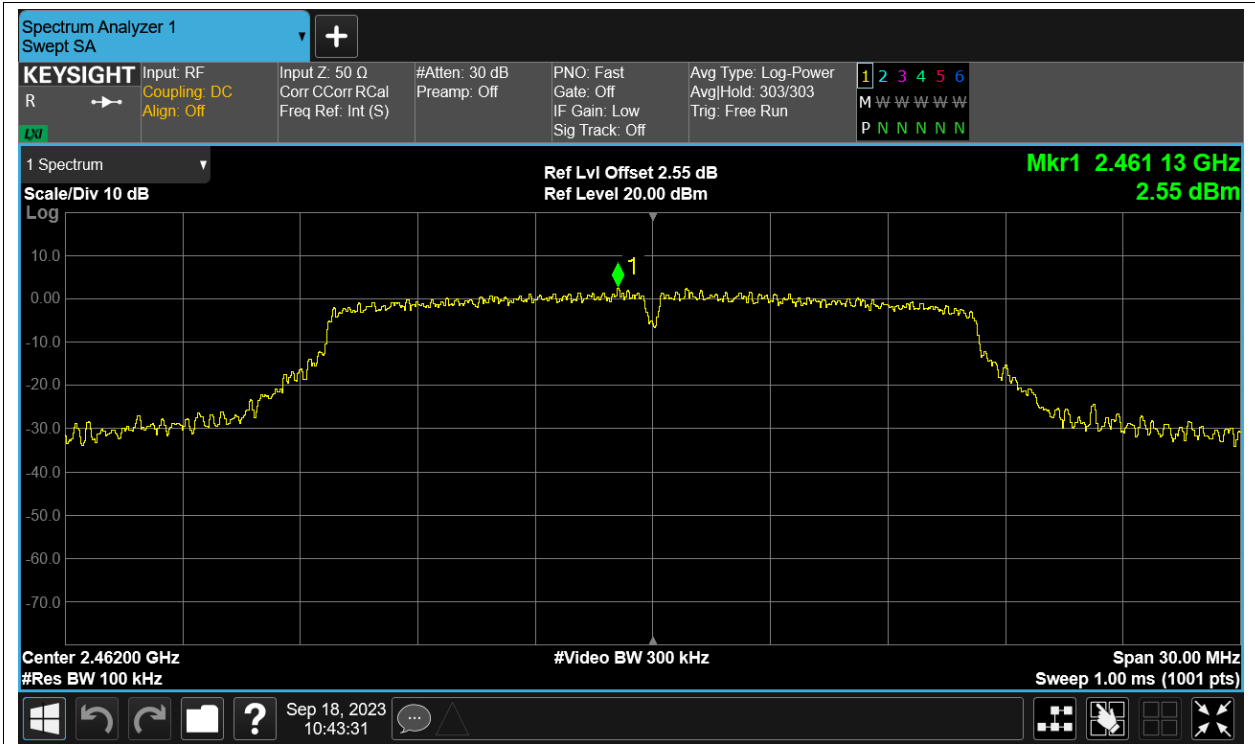 Spectrum Analyzer 1
Swept SA
+
KEYSIGHT
R
LXI
Input: RF
Coupling: DC
Align: Off
Input Z: 50 Ω
Corr CCorr RCal
Freq Ref: Int (S)
#Atten: 30 dB
Preamp: Off
PNO: Fast
Gate: Off
IF Gain: Low
Sig Track: Off
Avg Type: Log-Power
Avg|Hold: 303/303
Trig: Free Run
1 2 3 4 5 6
M W W W W W
P N N N N N
1 Spectrum
Scale/Div 10 dB
Log
Ref Lvl Offset 2.55 dB
Ref Level 20.00 dBm
Mkr1 2.461 13 GHz
2.55 dBm
10.0
0.00
-10.0
-20.0
-30.0
-40.0
-50.0
-60.0
-70.0
1
Center 2.46200 GHz
#Res BW 100 kHz
#Video BW 300 kHz
Span 30.00 MHz
Sweep 1.00 ms (1001 pts)
?
Sep 18, 2023
10:43:31